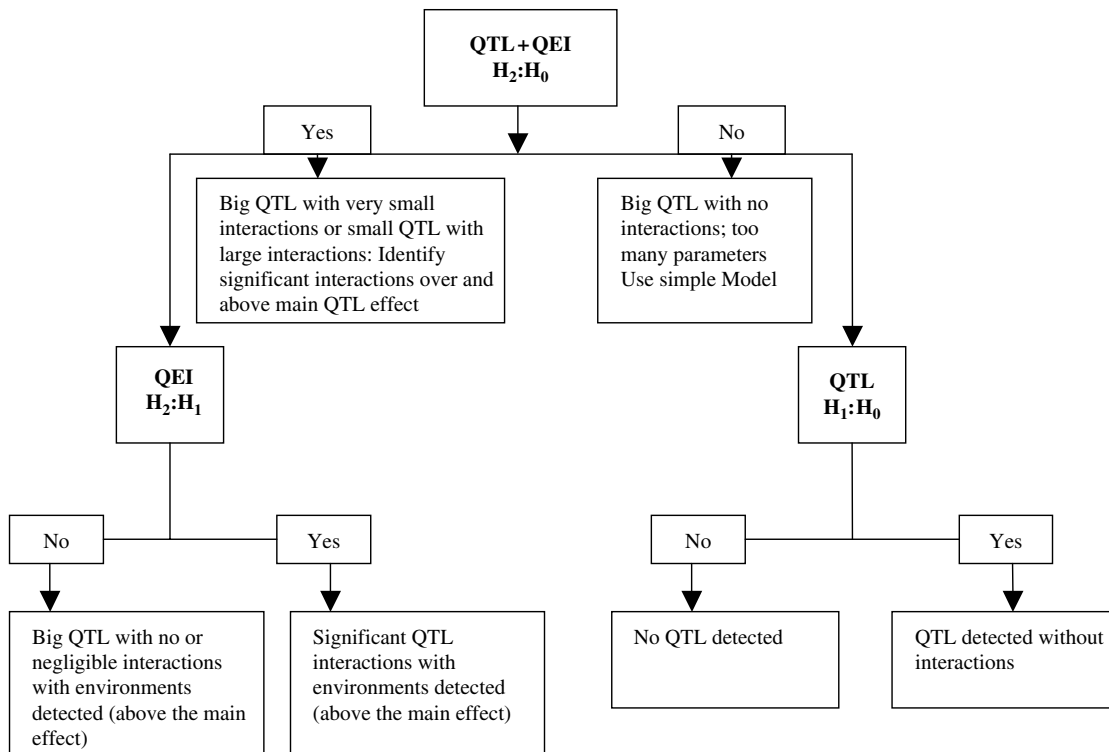 QTL+QEI
H₂:H₀
Yes
No
Big QTL with very small
interactions or small QTL with
large interactions: Identify
significant interactions over and
above main QTL effect
Big QTL with no
interactions; too
many parameters
Use simple Model
QEI
H₂:H₁
QTL
H₁:H₀
No
Yes
No
Yes
Big QTL with no or
negligible interactions
with environments
detected (above the main
effect)
Significant QTL
interactions with
environments detected
(above the main effect)
No QTL detected
QTL detected without
interactions